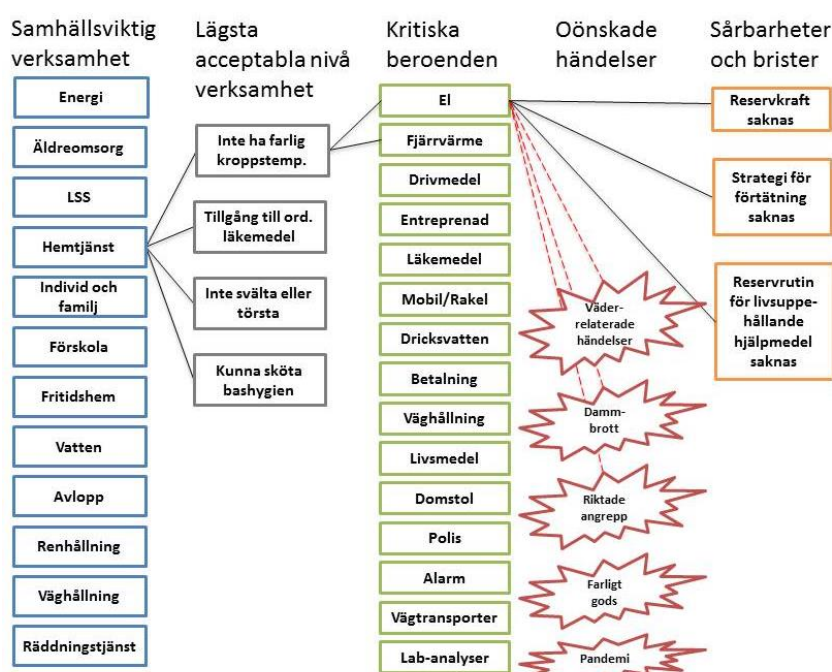 Samhällsviktig
verksamhet
Energi
Äldreomsorg
LSS
Hemtjänst
Individ och
familj
Förskola
Fritidshem
Vatten
Avlopp
Renhållning
Väghållning
Räddningstjänst
Lägsta
acceptabla nivå
verksamhet
Inte ha farlig
kroppstemp.
Tillgång till ord.
läkemedel
Inte svälta eller
törsta
Kunna sköta
bashygien
Kritiska
beroenden
El
Fjärrvärme
Drivmedel
Entreprenad
Läkemedel
Mobil/Rakel
Dricksvatten
Betalning
Väghållning
Livsmedel
Domstol
Polis
Alarm
Vägtransporter
Lab-analyser
Oönskade
händelser
Väder-
relaterade
händelser
Damm-
brott
Riktade
angrepp
Farligt
gods
Pandemi
Sårbarheter
och brister
Reservkraft
saknas
Strategi för
förtätning
saknas
Reservrutin
för livsuppe-
hållande
hjälpmedel
saknas